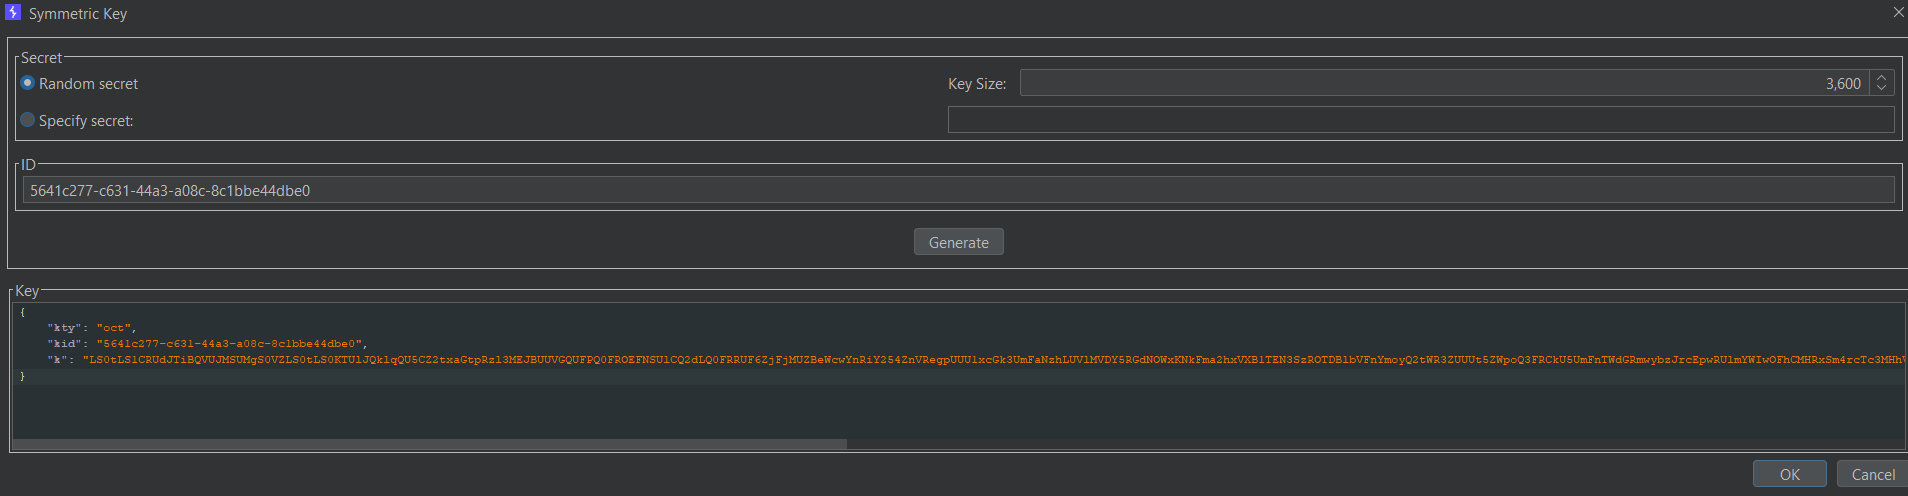 Symmetric Key
Secret
Random secret
Key Size:
3,600
Specify secret:
ID
5641c277-c631-44a3-a08c-8c1bbe44dbe0
Generate
Key
{
"kty": "oct",
"kid": "5641c277-c631-44a3-a08c-8c1bbe44dbe0",
"k":
}
OK
Cancel